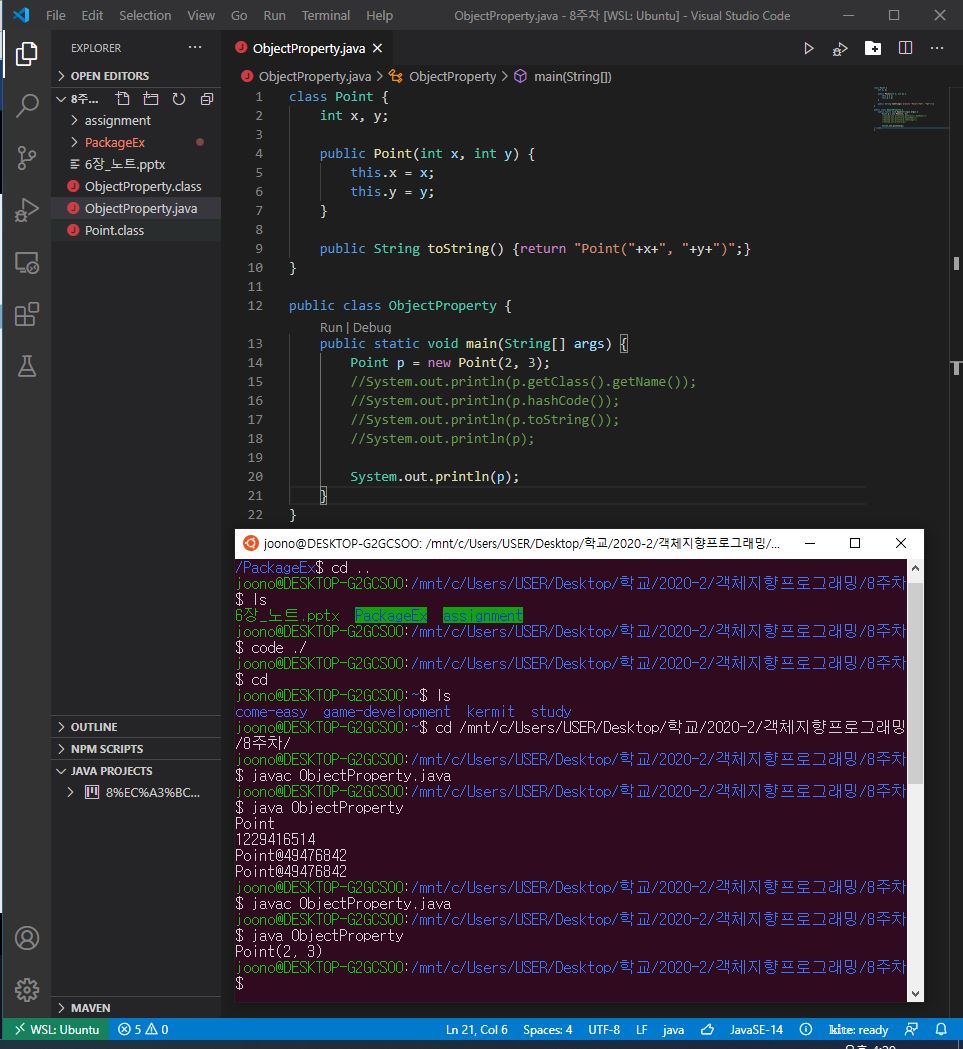 File Edit Selection View Go Run Terminal Help ObjectProperty.java - 8주차 [WSL: Ubuntu] - Visual Studio Code
EXPLORER
OPEN EDITORS
8주...
assignment
PackageEx
6장_노트.pptx
ObjectProperty.class
ObjectProperty.java
Point.class
OUTLINE
NPM SCRIPTS
JAVA PROJECTS
8%EC%A3%BC...
MAVEN
ObjectProperty.java
ObjectProperty.java > ObjectProperty > main(String[])
1 class Point {
2 int x, y;
3
4 public Point(int x, int y) {
5 this.x = x;
6 this.y = y;
7 }
8
9 public String toString() {return "Point("+x+", "+y+")";}
10 }
11
12 public class ObjectProperty {
Run | Debug
13 public static void main(String[] args) {
14 Point p = new Point(2, 3);
15 //System.out.println(p.getClass().getName());
16 //System.out.println(p.hashCode());
17 //System.out.println(p.toString());
18 //System.out.println(p);
19
20 System.out.println(p);
21 }
22 }
joono@DESKTOP-G2GCSOO: /mnt/c/Users/USER/Desktop/학교/2020-2/객체지향프로그래밍/...
/PackageEx$ cd ..
joono@DESKTOP-G2GCSOO:/mnt/c/Users/USER/Desktop/학교/2020-2/객체지향프로그래밍/8주차
$ ls
6장_노트.pptx PackageEx assignment
joono@DESKTOP-G2GCSOO:/mnt/c/Users/USER/Desktop/학교/2020-2/객체지향프로그래밍/8주차
$ code ./
joono@DESKTOP-G2GCSOO:/mnt/c/Users/USER/Desktop/학교/2020-2/객체지향프로그래밍/8주차
$ cd
joono@DESKTOP-G2GCSOO:~$ ls
come-easy game-development kermit study
joono@DESKTOP-G2GCSOO:~$ cd /mnt/c/Users/USER/Desktop/학교/2020-2/객체지향프로그래밍
/8주차/
joono@DESKTOP-G2GCSOO:/mnt/c/Users/USER/Desktop/학교/2020-2/객체지향프로그래밍/8주차
$ javac ObjectProperty.java
joono@DESKTOP-G2GCSOO:/mnt/c/Users/USER/Desktop/학교/2020-2/객체지향프로그래밍/8주차
$ java ObjectProperty
Point
1229416514
Point@49476842
Point@49476842
joono@DESKTOP-G2GCSOO:/mnt/c/Users/USER/Desktop/학교/2020-2/객체지향프로그래밍/8주차
$ javac ObjectProperty.java
joono@DESKTOP-G2GCSOO:/mnt/c/Users/USER/Desktop/학교/2020-2/객체지향프로그래밍/8주차
$ java ObjectProperty
Point(2, 3)
joono@DESKTOP-G2GCSOO:/mnt/c/Users/USER/Desktop/학교/2020-2/객체지향프로그래밍/8주차
$
WSL: Ubuntu 5 0 Ln 21, Col 6 Spaces: 4 UTF-8 LF java JavaSE-14 kite: ready